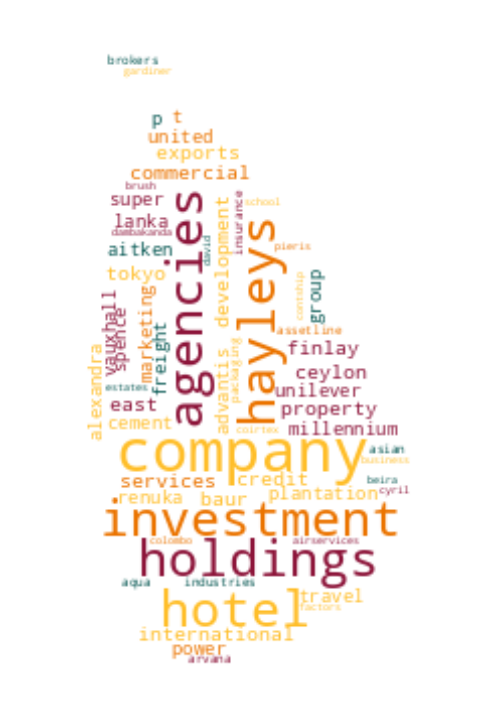 brokers
gardiner
p t
united
exports
commercial
brush
super
school
lanka
dambakanda
aitken
david
insurance
pieris
tokyo
agencies
development
hayleys
contship
group
vauxhall
spence
marketing
freight
assetline
finlay
alexandra
advantis
packaging
ceylon
estates
unilever
east
property
cement
coirtex
millennium
company
asian
business
services
credit
beira
renuka
baur
plantation
cyril
investment
colombo
airservices
holdings
aqua
industries
hotel
travel
factors
international
power
arvana